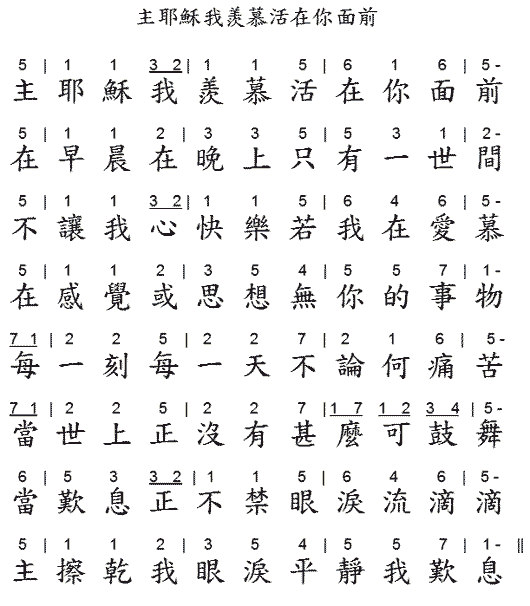 主耶穌我羨慕活在你面前
5 | 1 1 3 2 | 1 1 5 | 6 1 6 | 5 -
主耶穌我羨慕活在你面前
5 | 1 1 2 | 3 3 5 | 5 3 1 | 2 -
在早晨在晚上只有一世間
5 | 1 1 3 2 | 1 1 5 | 6 4 6 | 5 -
不讓我心快樂若我在愛慕
5 | 1 1 2 | 3 5 4 | 5 5 7 | 1 -
在感覺或思想無你的事物
7 1 | 2 2 5 | 2 2 7 | 2 1 6 | 5 -
每一刻每一天不論何痛苦
7 1 | 2 2 5 | 2 2 7 | 1 7 1 2 3 4 | 5 -
當世上正沒有甚麼可鼓舞
6 | 5 3 3 2 | 1 1 5 | 6 4 6 | 5 -
當歎息正不禁眼淚流滴滴
5 | 1 1 2 | 3 5 4 | 5 5 7 | 1 - ||
主擦乾我眼淚平靜我歎息